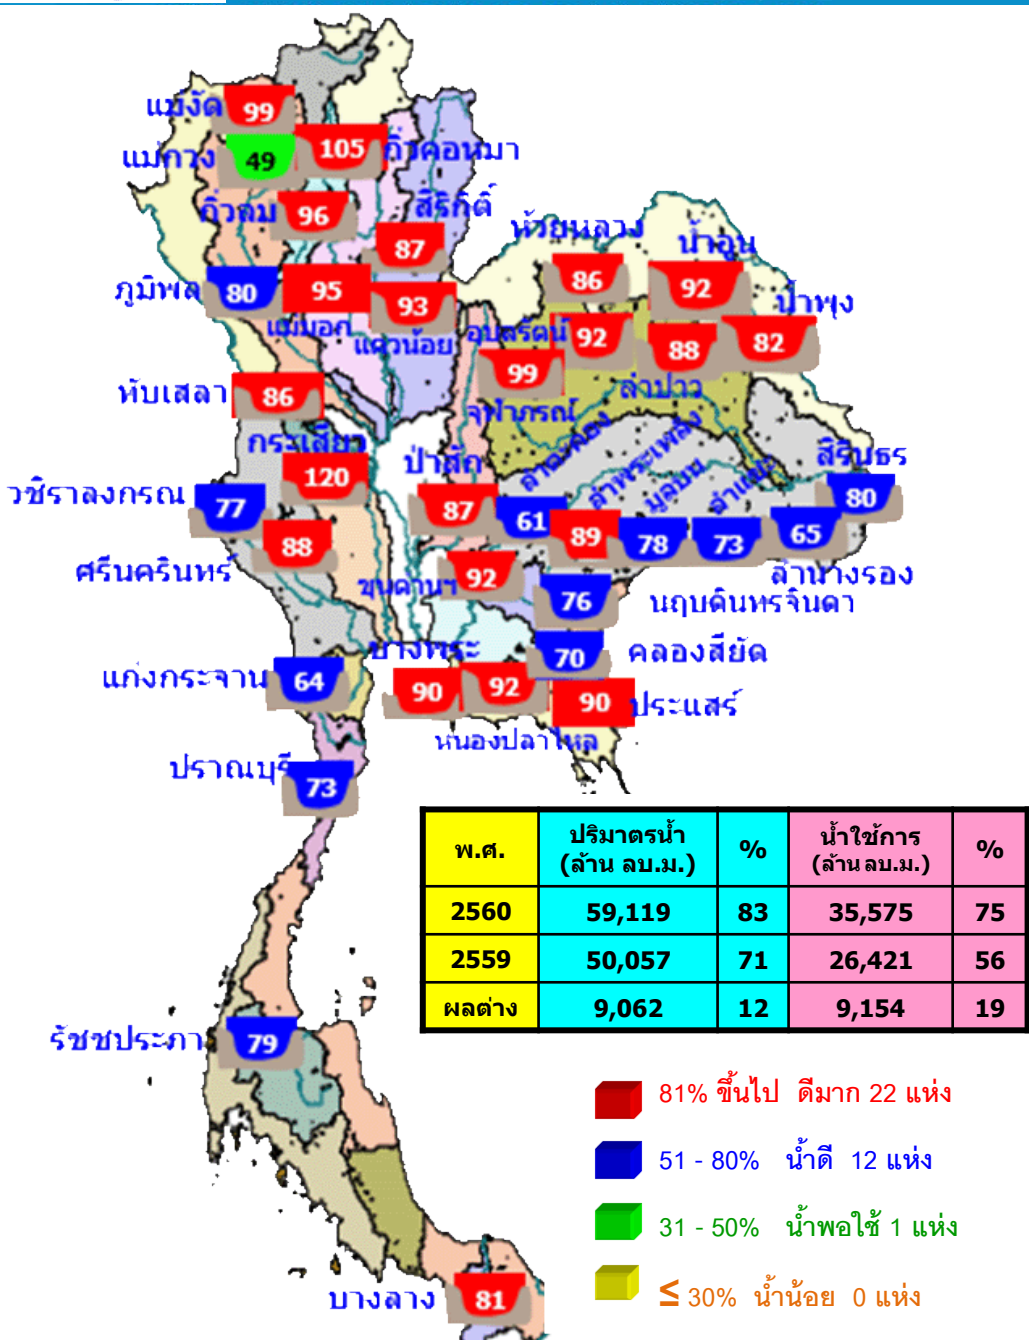 แม่งัด 99
แม่กวง 49 105 กิ่วคอหมา
กิ่วลม 96 สิริกิติ์
87 ห้วยหลวง น้ำอูน
86 92
ภูมิพล 80 95 93 น้ำพุง
แม่มอก แควน้อย อุบลรัตน์ 92 88 82
99
ทับเสลา 86 จุฬาภรณ์ ลำปาว
กระเสียว ป่าสัก ลำตะคอง ลำพระเพลิง มูลบน ลำแซะ สิรินธร
120
วชิราลงกรณ 77 87 61 89 78 73 65 80
88
ศรีนครินทร์ ขุนด่านฯ 92 ลำนางรอง
76 นฤบดินทรจินดา
บางพระ 70 คลองสียัด
แก่งกระจาน 64 90 92 90 ประแสร์
หนองปลาไหล
ปราณบุรี 73
พ.ศ. ปริมาตรน้ำ (ล้าน ลบ.ม.) % น้ำใช้การ (ล้าน ลบ.ม.) %
2560 59,119 83 35,575 75
2559 50,057 71 26,421 56
ผลต่าง 9,062 12 9,154 19
รัชชประภา 79
81% ขึ้นไป ดีมาก 22 แห่ง
51 - 80% น้ำดี 12 แห่ง
31 - 50% น้ำพอใช้ 1 แห่ง
≤ 30% น้ำน้อย 0 แห่ง
บางลาง 81